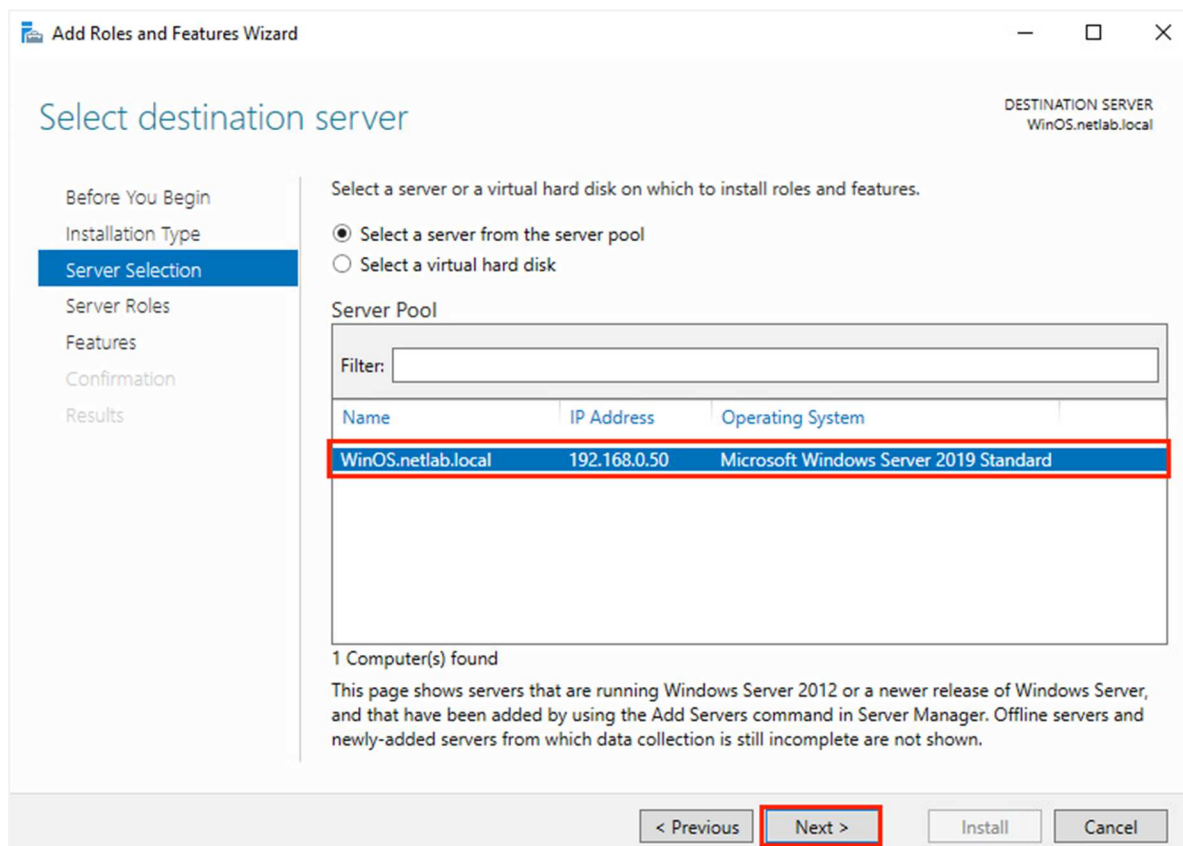 Add Roles and Features Wizard
Select destination server
DESTINATION SERVER
WinOS.netlab.local
Before You Begin
Installation Type
Server Selection
Server Roles
Features
Confirmation
Results
Select a server or a virtual hard disk on which to install roles and features.
Select a server from the server pool
Select a virtual hard disk
Server Pool
Filter:
Name IP Address Operating System
WinOS.netlab.local 192.168.0.50 Microsoft Windows Server 2019 Standard
1 Computer(s) found
This page shows servers that are running Windows Server 2012 or a newer release of Windows Server,
and that have been added by using the Add Servers command in Server Manager. Offline servers and
newly-added servers from which data collection is still incomplete are not shown.
< Previous Next > Install Cancel